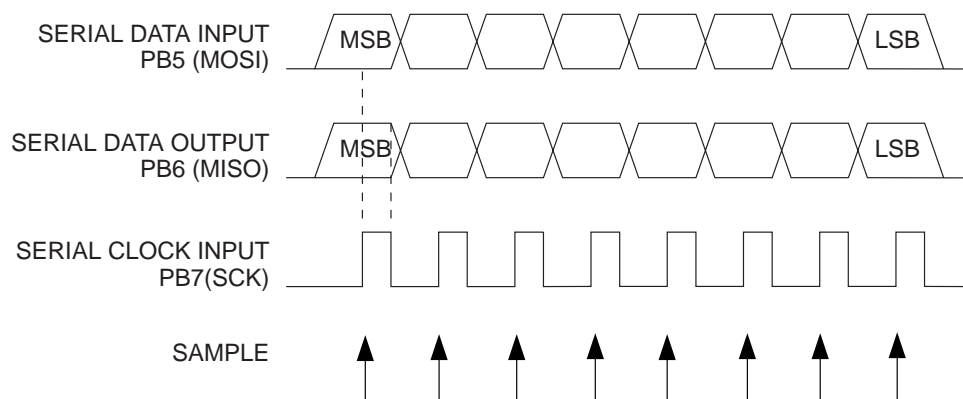 SERIAL DATA INPUT
PB5 (MOSI)
MSB
LSB
SERIAL DATA OUTPUT
PB6 (MISO)
MSB
LSB
SERIAL CLOCK INPUT
PB7(SCK)
SAMPLE